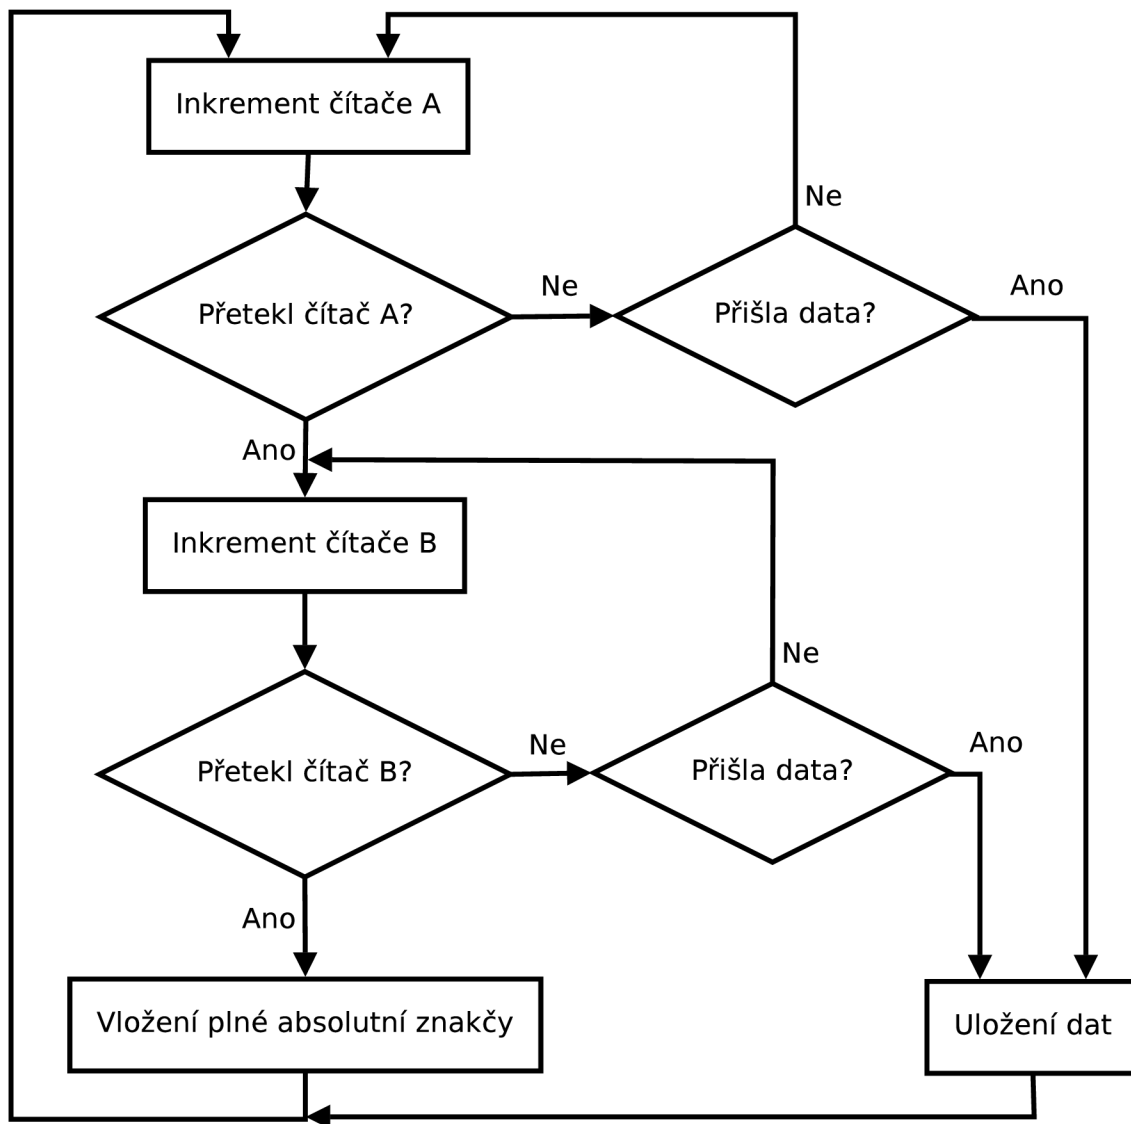 Inkrement čítače A
Ne
Přetekl čítač A?
Ne
Přišla data?
Ano
Ano
Inkrement čítače B
Ne
Přetekl čítač B?
Ne
Přišla data?
Ano
Ano
Vložení plné absolutní znakčy
Uložení dat